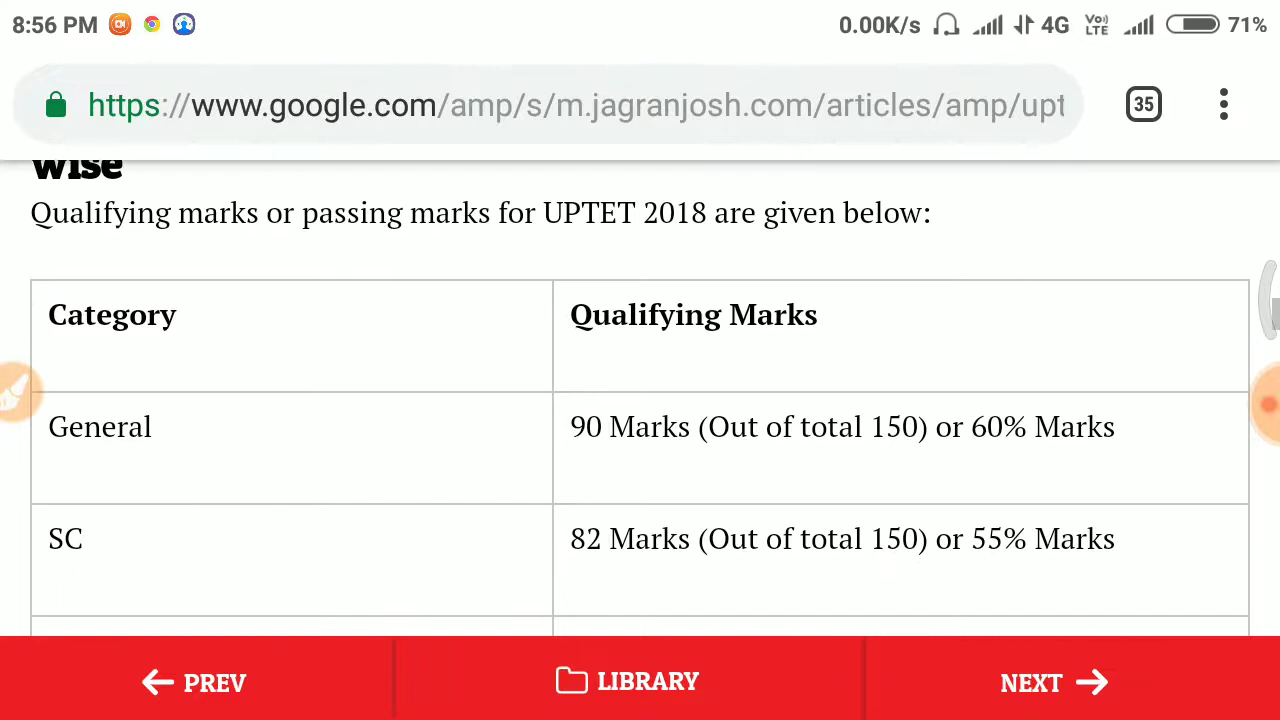 8:56 PM
0.00K/s 4G Vo) LTE 71%
https://www.google.com/amp/s/m.jagranjosh.com/articles/amp/upt
35
wise
Qualifying marks or passing marks for UPTET 2018 are given below:
Category Qualifying Marks
General 90 Marks (Out of total 150) or 60% Marks
SC 82 Marks (Out of total 150) or 55% Marks
PREV LIBRARY NEXT